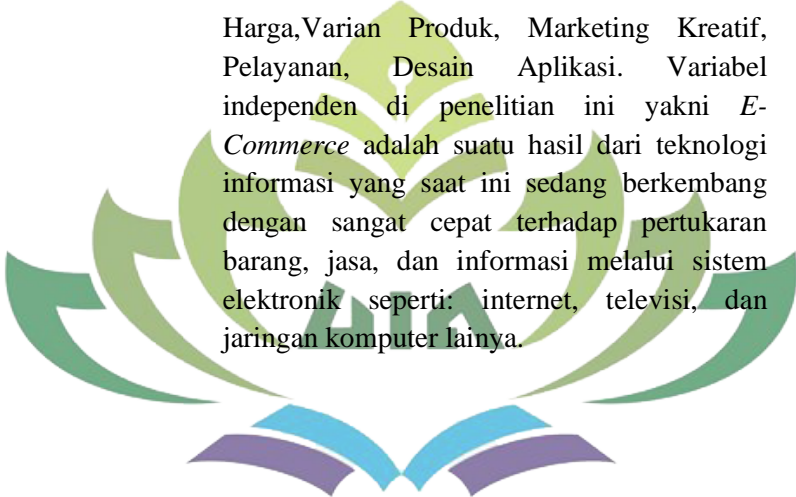 Harga,Varian Produk, Marketing Kreatif,
Pelayanan, Desain Aplikasi. Variabel
independen di penelitian ini yakni E-
Commerce adalah suatu hasil dari teknologi
informasi yang saat ini sedang berkembang
dengan sangat cepat terhadap pertukaran
barang, jasa, dan informasi melalui sistem
elektronik seperti: internet, televisi, dan
jaringan komputer lainya.